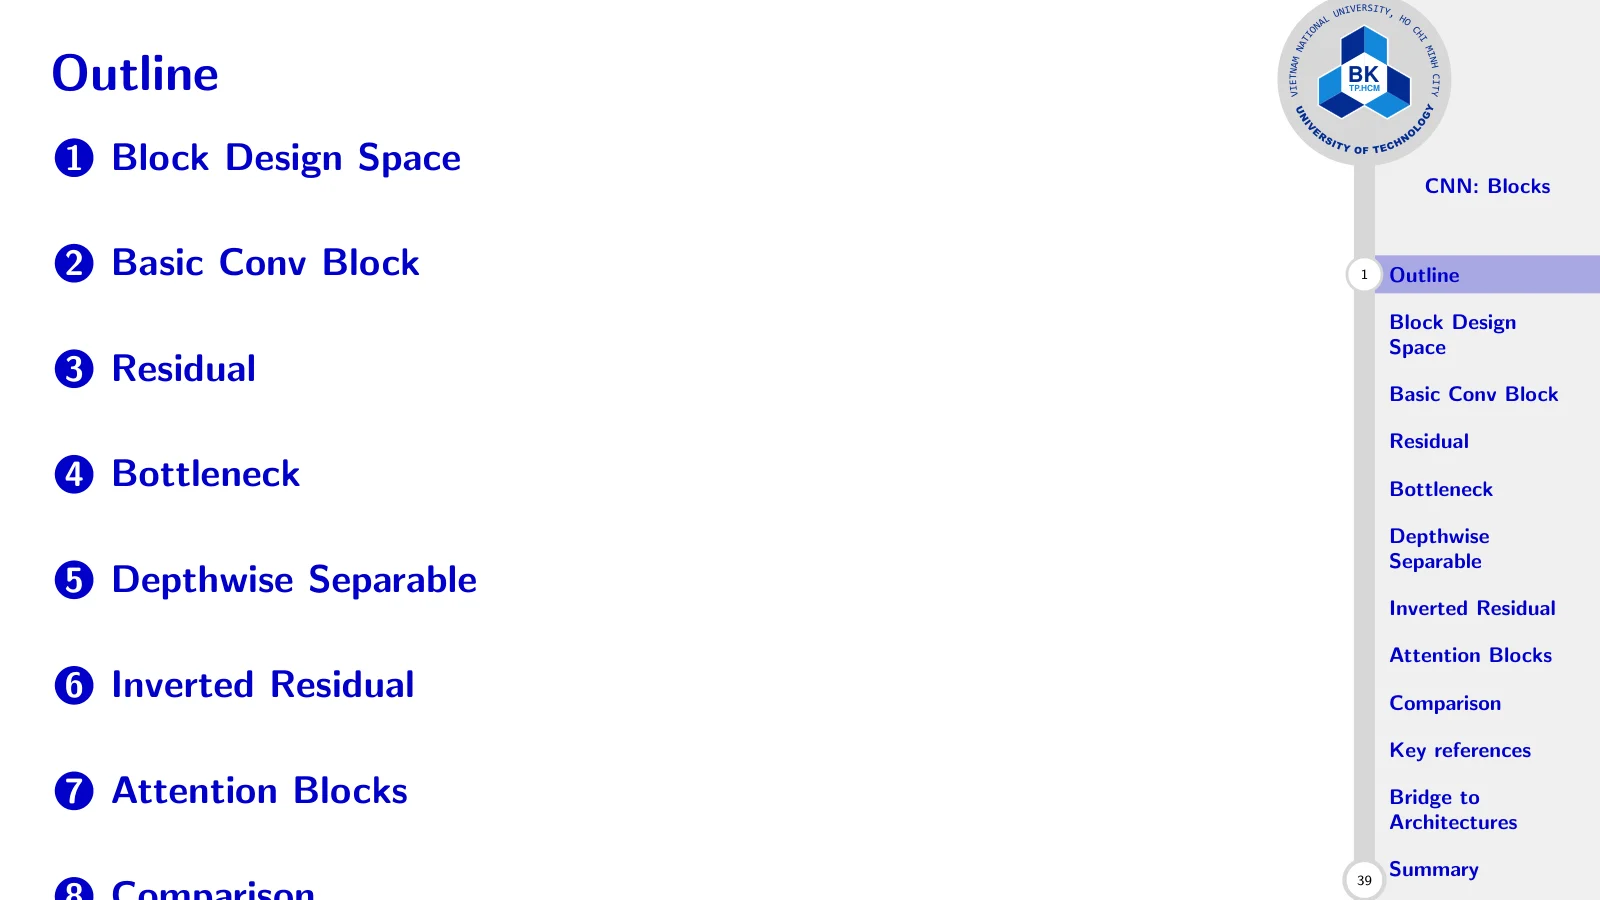 Outline
1 Block Design Space
2 Basic Conv Block
3 Residual
4 Bottleneck
5 Depthwise Separable
6 Inverted Residual
7 Attention Blocks
8 Comparison
VIETNAM NATIONAL UNIVERSITY, HO CHI MINH CITY
BK
TP.HCM
UNIVERSITY OF TECHNOLOGY
CNN: Blocks
1
Outline
Block Design
Space
Basic Conv Block
Residual
Bottleneck
Depthwise
Separable
Inverted Residual
Attention Blocks
Comparison
Key references
Bridge to
Architectures
Summary
39